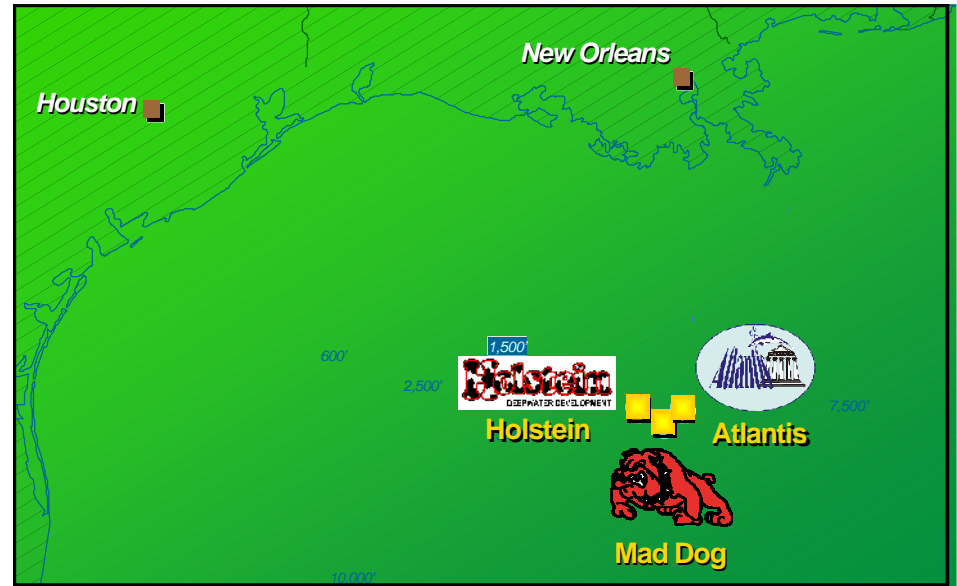 New Orleans
Houston
1,500'
600'
2,500'
Holstein
DEEPWATER DEVELOPMENT
Atlantis
7,500'
Holstein
Atlantis
Mad Dog
10,000'